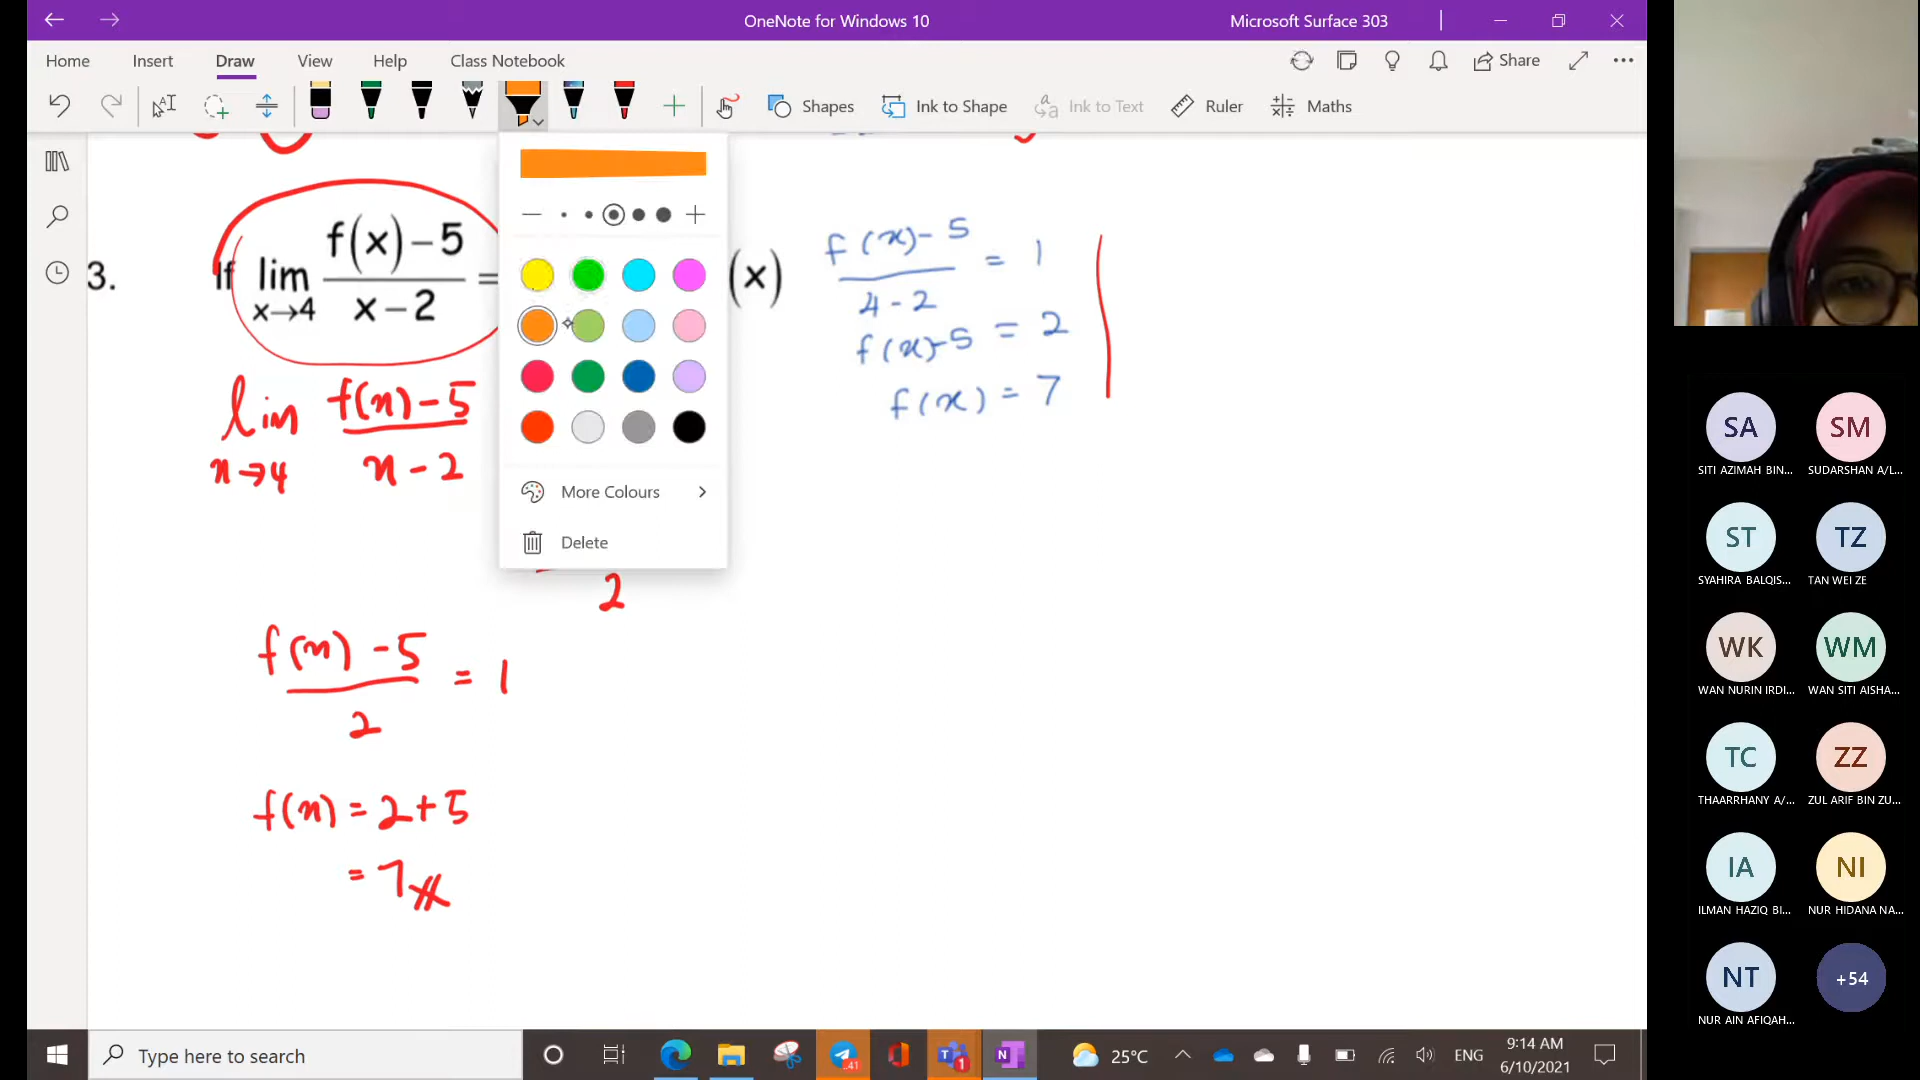 OneNote for Windows 10
Microsoft Surface 303
Home Insert Draw View Help Class Notebook
Share
Shapes Ink to Shape Ink to Text Ruler Maths
3. If lim x→4 f(x)-5 / x-2 =
(x)
f(x)-5 / 4-2 = 1
f(x)-5 = 2
f(x) = 7
lim x→4 f(x)-5 / x-2
More Colours
Delete
2
f(x)-5 / 2 = 1
f(x) = 2+5
= 7
SA
SITI AZIMAH BIN...
SM
SUDARSHAN A/L...
ST
SYAHIRA BALQIS...
TZ
TAN WEI ZE
WK
WAN NURIN IRDI...
WM
WAN SITI AISHA...
TC
THAARRHANY A/...
ZZ
ZUL ARIF BIN ZU...
IA
ILMAN HAZIQ BI...
NI
NUR HIDANA NA...
NT
NUR AIN AFIQAH...
+54
Type here to search
41
1
25°C
ENG
9:14 AM
6/10/2021